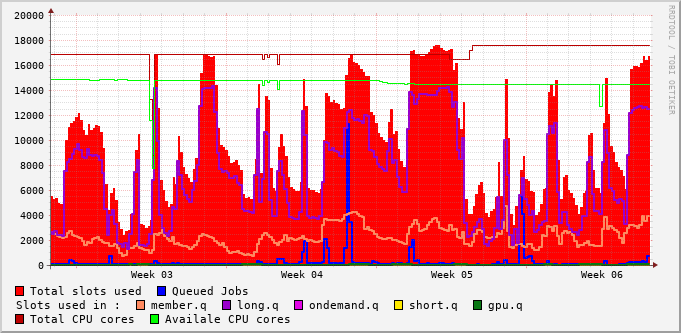 20000
18000
16000
14000
12000
10000
8000
6000
4000
2000
0
Week 03 Week 04 Week 05 Week 06
Total slots used Queued Jobs
Slots used in : member.q long.q ondemand.q short.q gpu.q
Total CPU cores Availale CPU cores
RRDTOOL / TOBI OETIKER